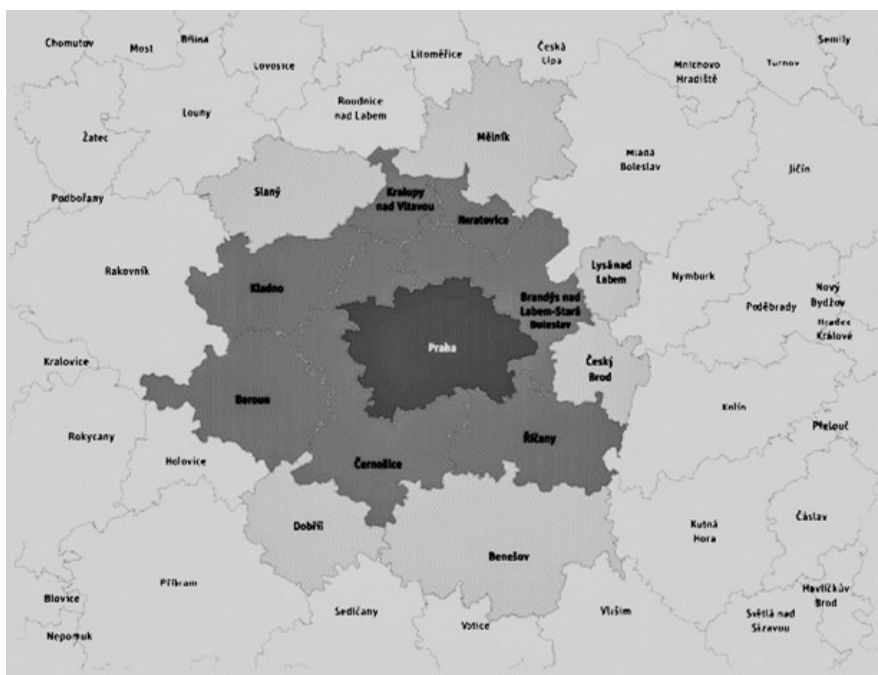 Chomutov
Most
Bílina
Lovosice
Litoměřice
Česká
Lípa
Mnichovo
Hradiště
Turnov
Semily
Roudnice
nad Labem
Louny
Žatec
Mělník
Mladá
Boleslav
Jičín
Podbořany
Slaný
Kralupy
nad Vltavou
Neratovice
Rakovník
Kladno
Lysá nad
Labem
Nymburk
Poděbrady
Nový
Bydžov
Hradec
Králové
Brandýs nad
Labem-Stará
Boleslav
Praha
Kralovice
Český
Brod
Beroun
Kolín
Přelouč
Rokycany
Hořovice
Černošice
Říčany
Dobříš
Benešov
Kutná
Hora
Čáslav
Příbram
Blovice
Nepomuk
Sedlčany
Votice
Vlašim
Světlá nad
Sázavou
Havlíčkův
Brod